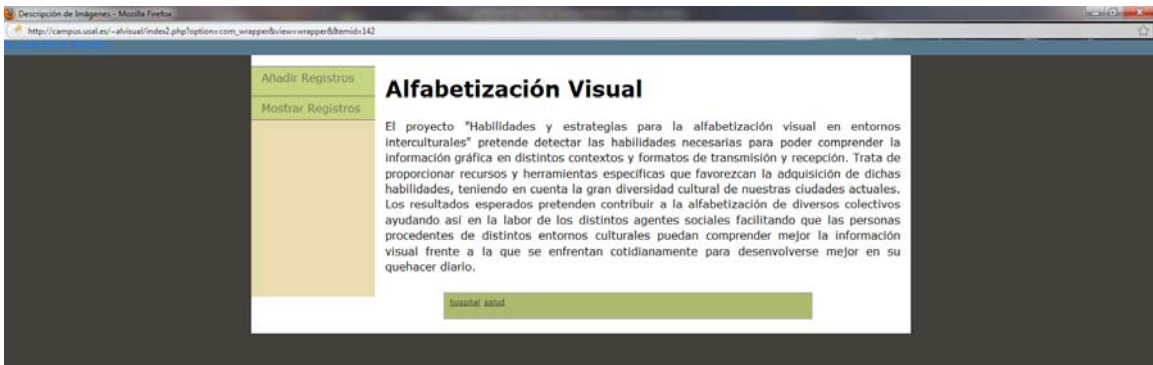 Descripción de Imágenes - Mozilla Firefox
http://campus.usal.es/~alvisual/index2.php?option=com_wrapper&view=wrapper&Itemid=142
Añadir Registros
Mostrar Registros
Alfabetización Visual
El proyecto "Habilidades y estrategias para la alfabetización visual en entornos
interculturales" pretende detectar las habilidades necesarias para poder comprender la
información gráfica en distintos contextos y formatos de transmisión y recepción. Trata de
proporcionar recursos y herramientas específicas que favorezcan la adquisición de dichas
habilidades, teniendo en cuenta la gran diversidad cultural de nuestras ciudades actuales.
Los resultados esperados pretenden contribuir a la alfabetización de diversos colectivos
ayudando así en la labor de los distintos agentes sociales facilitando que las personas
procedentes de distintos entornos culturales puedan comprender mejor la información
visual frente a la que se enfrentan cotidianamente para desenvolverse mejor en su
quehacer diario.
hospital salud